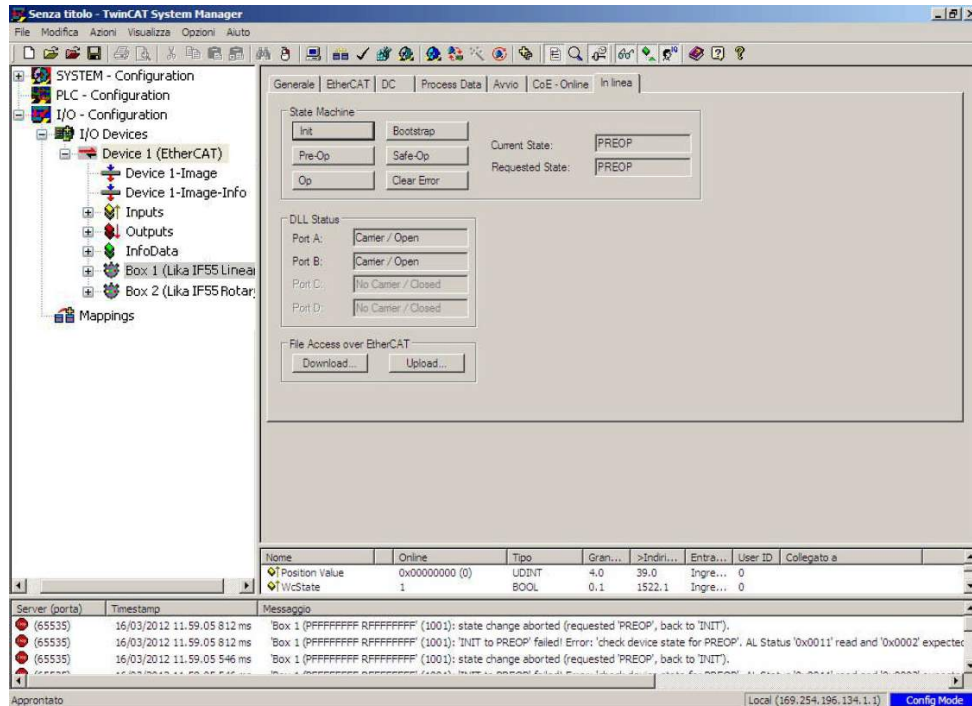 Senza titolo - TwinCAT System Manager
File Modifica Azioni Visualizza Opzioni Aiuto
SYSTEM - Configuration
PLC - Configuration
I/O - Configuration
I/O Devices
Device 1 (EtherCAT)
Device 1-Image
Device 1-Image-Info
Inputs
Outputs
InfoData
Box 1 (Lika IF55 Linear
Box 2 (Lika IF55 Rotary
Mappings
Generale EtherCAT DC Process Data Avvio CoE - Online In linea
State Machine
Init Bootstrap
Pre-Op Safe-Op
Op Clear Error
Current State: PREOP
Requested State: PREOP
DLL Status
Port A: Carrier / Open
Port B: Carrier / Open
Port C: No Carrier / Closed
Port D: No Carrier / Closed
File Access over EtherCAT
Download... Upload...
Nome Online Tipo Gran... >Indiri... Entra... User ID Collegato a
Position Value 0x00000000 (0) UDINT 4.0 39.0 Ingre... 0
WcState 1 BOOL 0.1 1522.1 Ingre... 0
Server (porta) Timestamp Messaggio
(65535) 16/03/2012 11.59.05 812 ms 'Box 1 (PFFFFFFFF RFFFFFFFF' (1001): state change aborted (requested 'PREOP', back to 'INIT').
(65535) 16/03/2012 11.59.05 812 ms 'Box 1 (PFFFFFFFF RFFFFFFFF' (1001): 'INIT to PREOP' failed! Error: 'check device state for PREOP'. AL Status '0x0011' read and '0x0002' expected
(65535) 16/03/2012 11.59.05 546 ms 'Box 1 (PFFFFFFFF RFFFFFFFF' (1001): state change aborted (requested 'PREOP', back to 'INIT').
Approntato Local (169.254.196.134.1.1) Config Mode